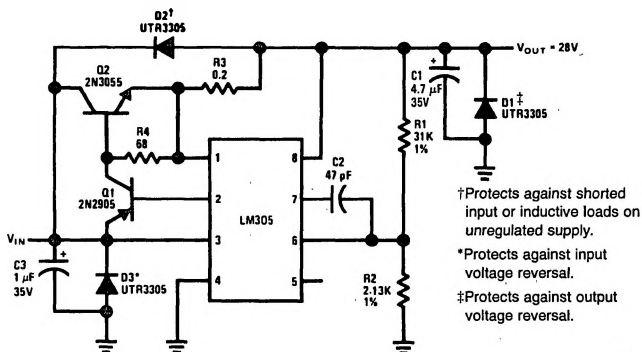 D2†
UTR3305
VOUT = 28V
Q2
2N3055
R3
0.2
C1
4.7 µF
35V
+
D1‡
UTR3305
R4
68
R1
31K
1%
1
8
C2
47 pF
Q1
2N2905
2
7
LM305
VIN
3
6
C3
1 µF
35V
+
D3*
UTR3305
4
5
R2
2.13K
1%
†Protects against shorted
input or inductive loads on
unregulated supply.
*Protects against input
voltage reversal.
‡Protects against output
voltage reversal.